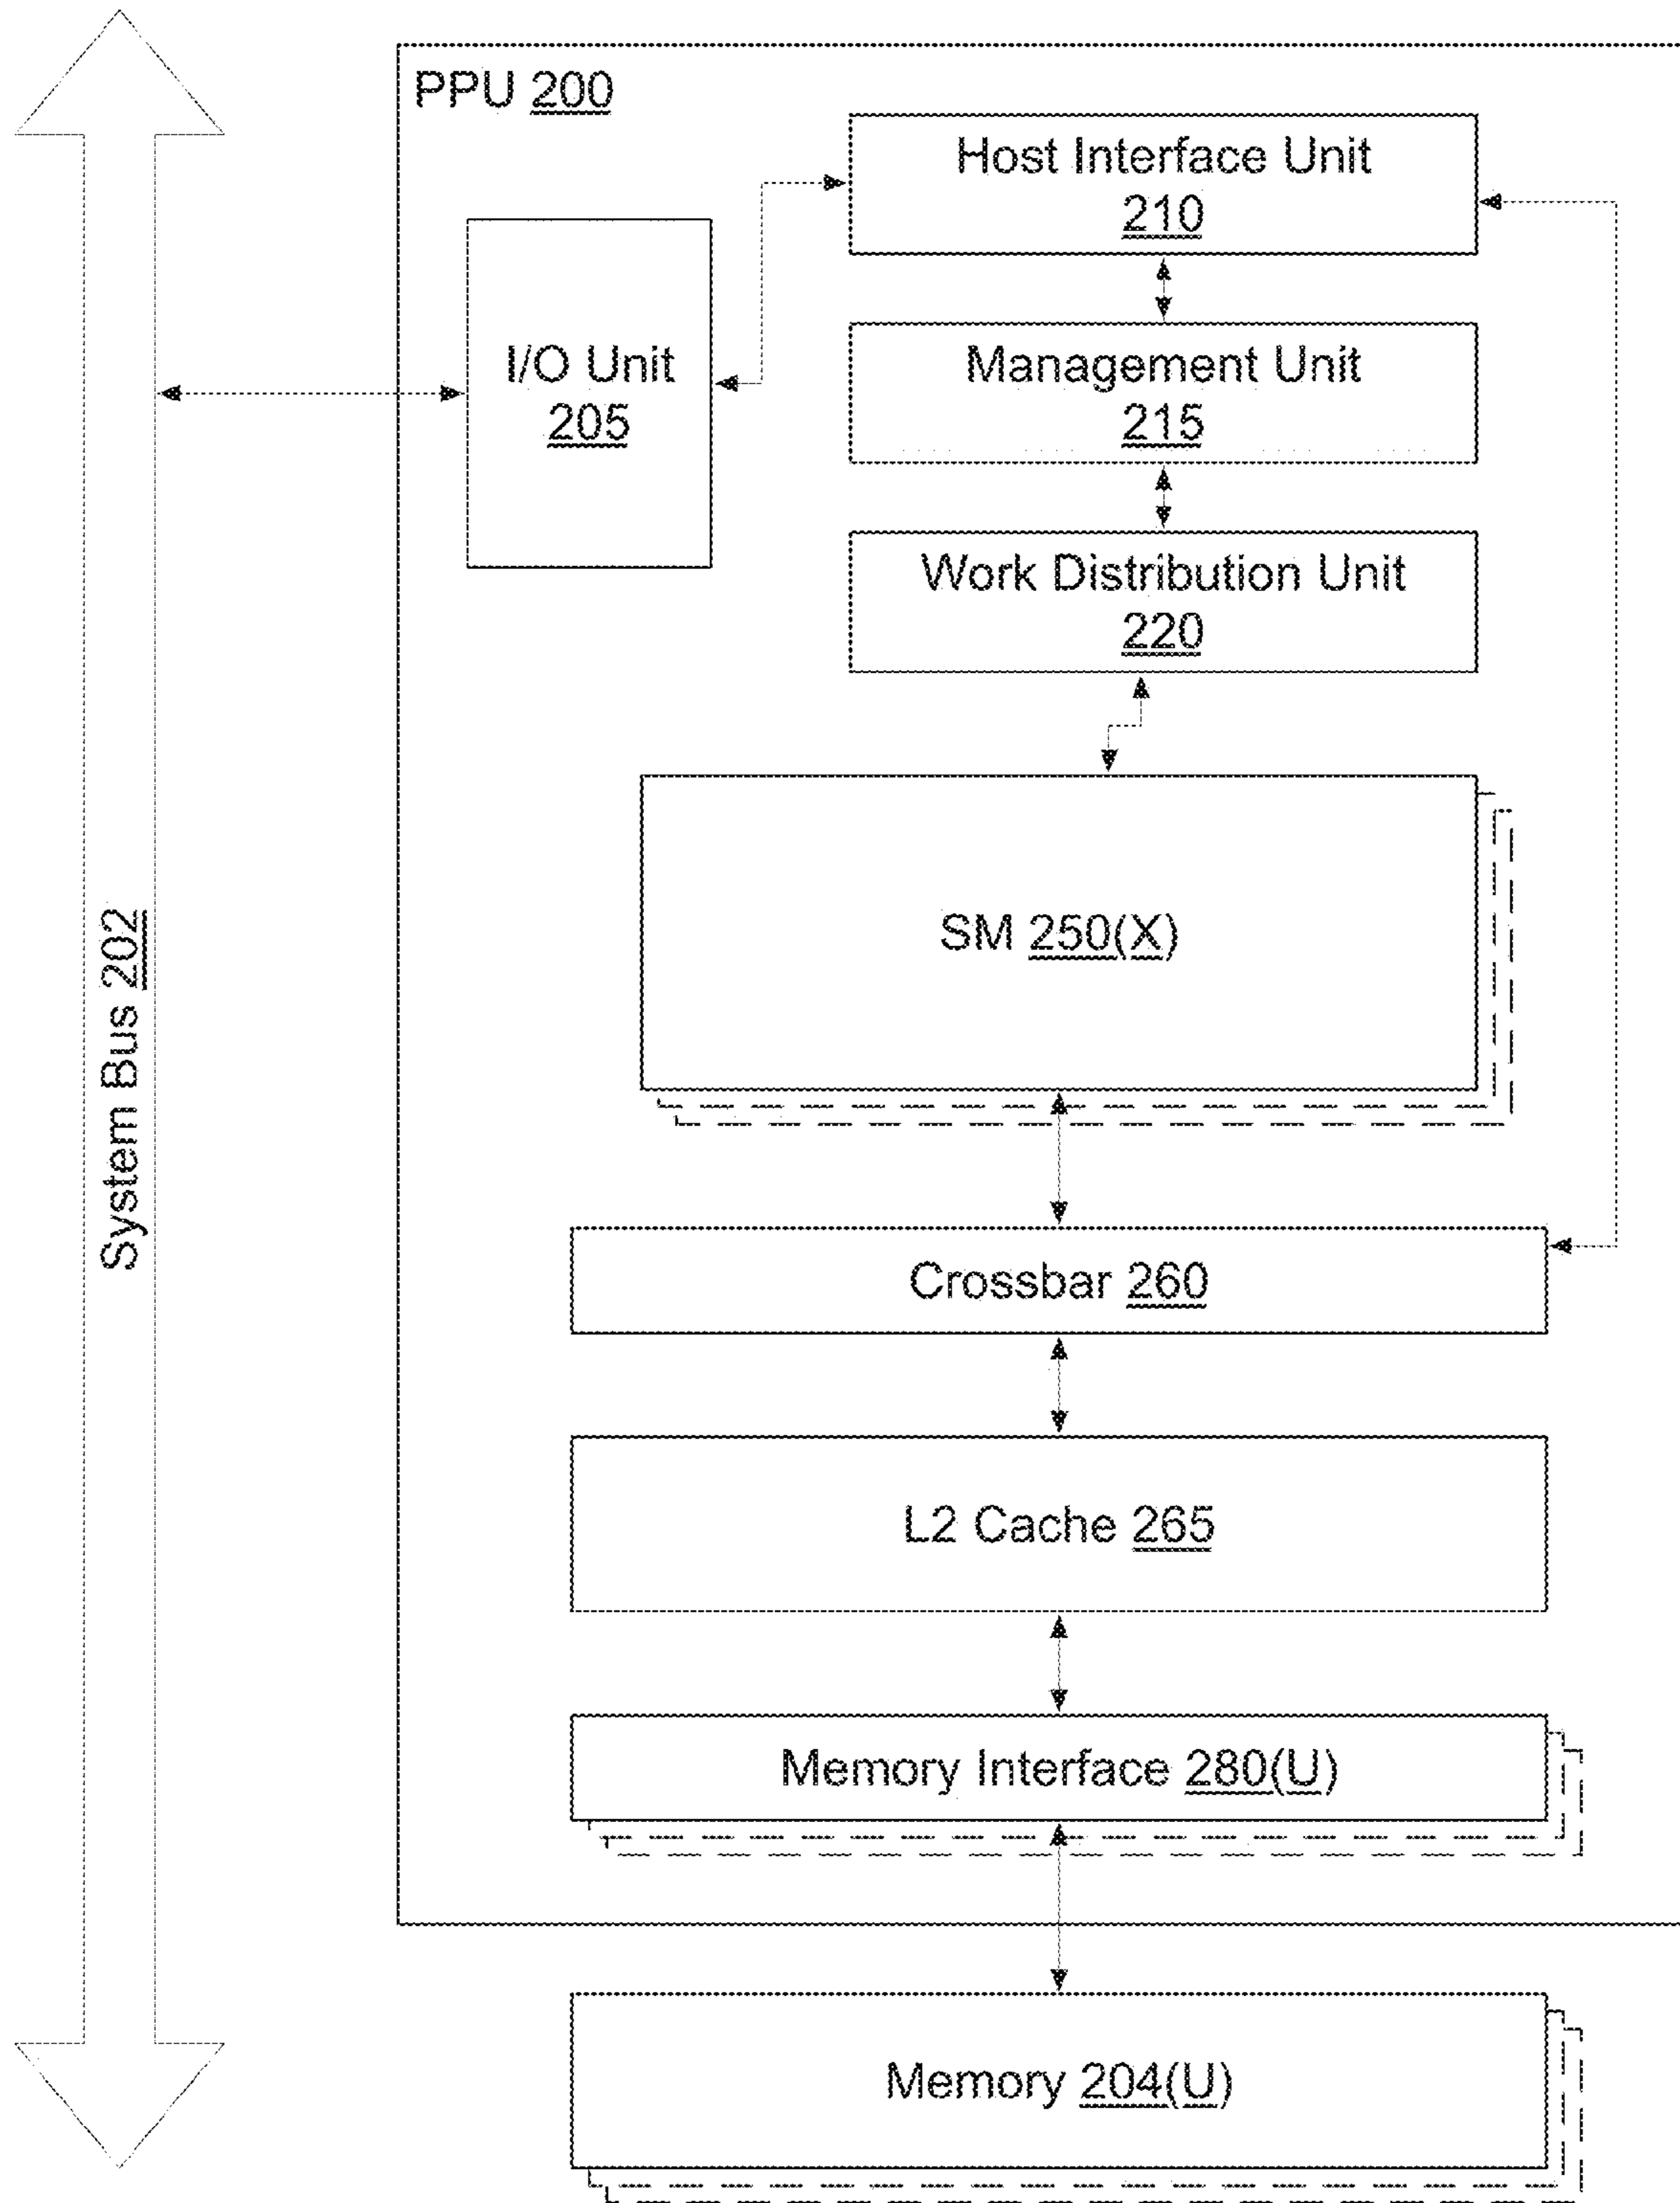 PPU 200
Host Interface Unit
210
I/O Unit
205
Management Unit
215
Work Distribution Unit
220
SM 250(X)
System Bus 202
Crossbar 260
L2 Cache 265
Memory Interface 280(U)
Memory 204(U)